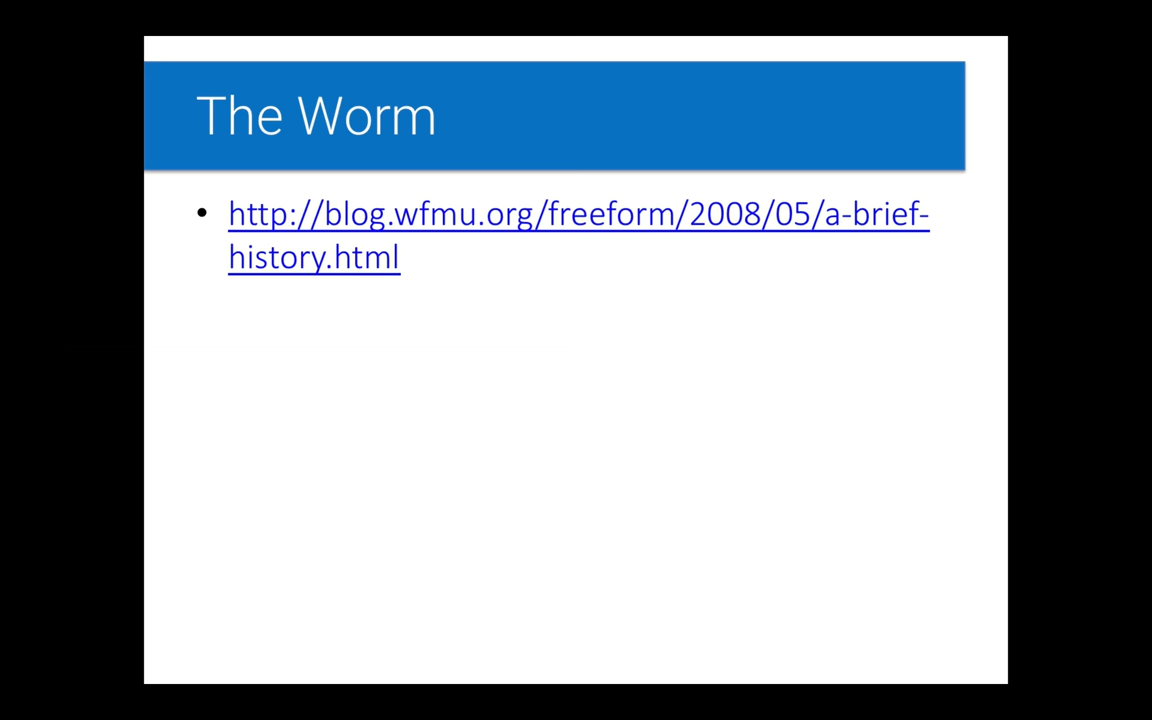 The Worm
• http://blog.wfmu.org/freeform/2008/05/a-brief-
history.html